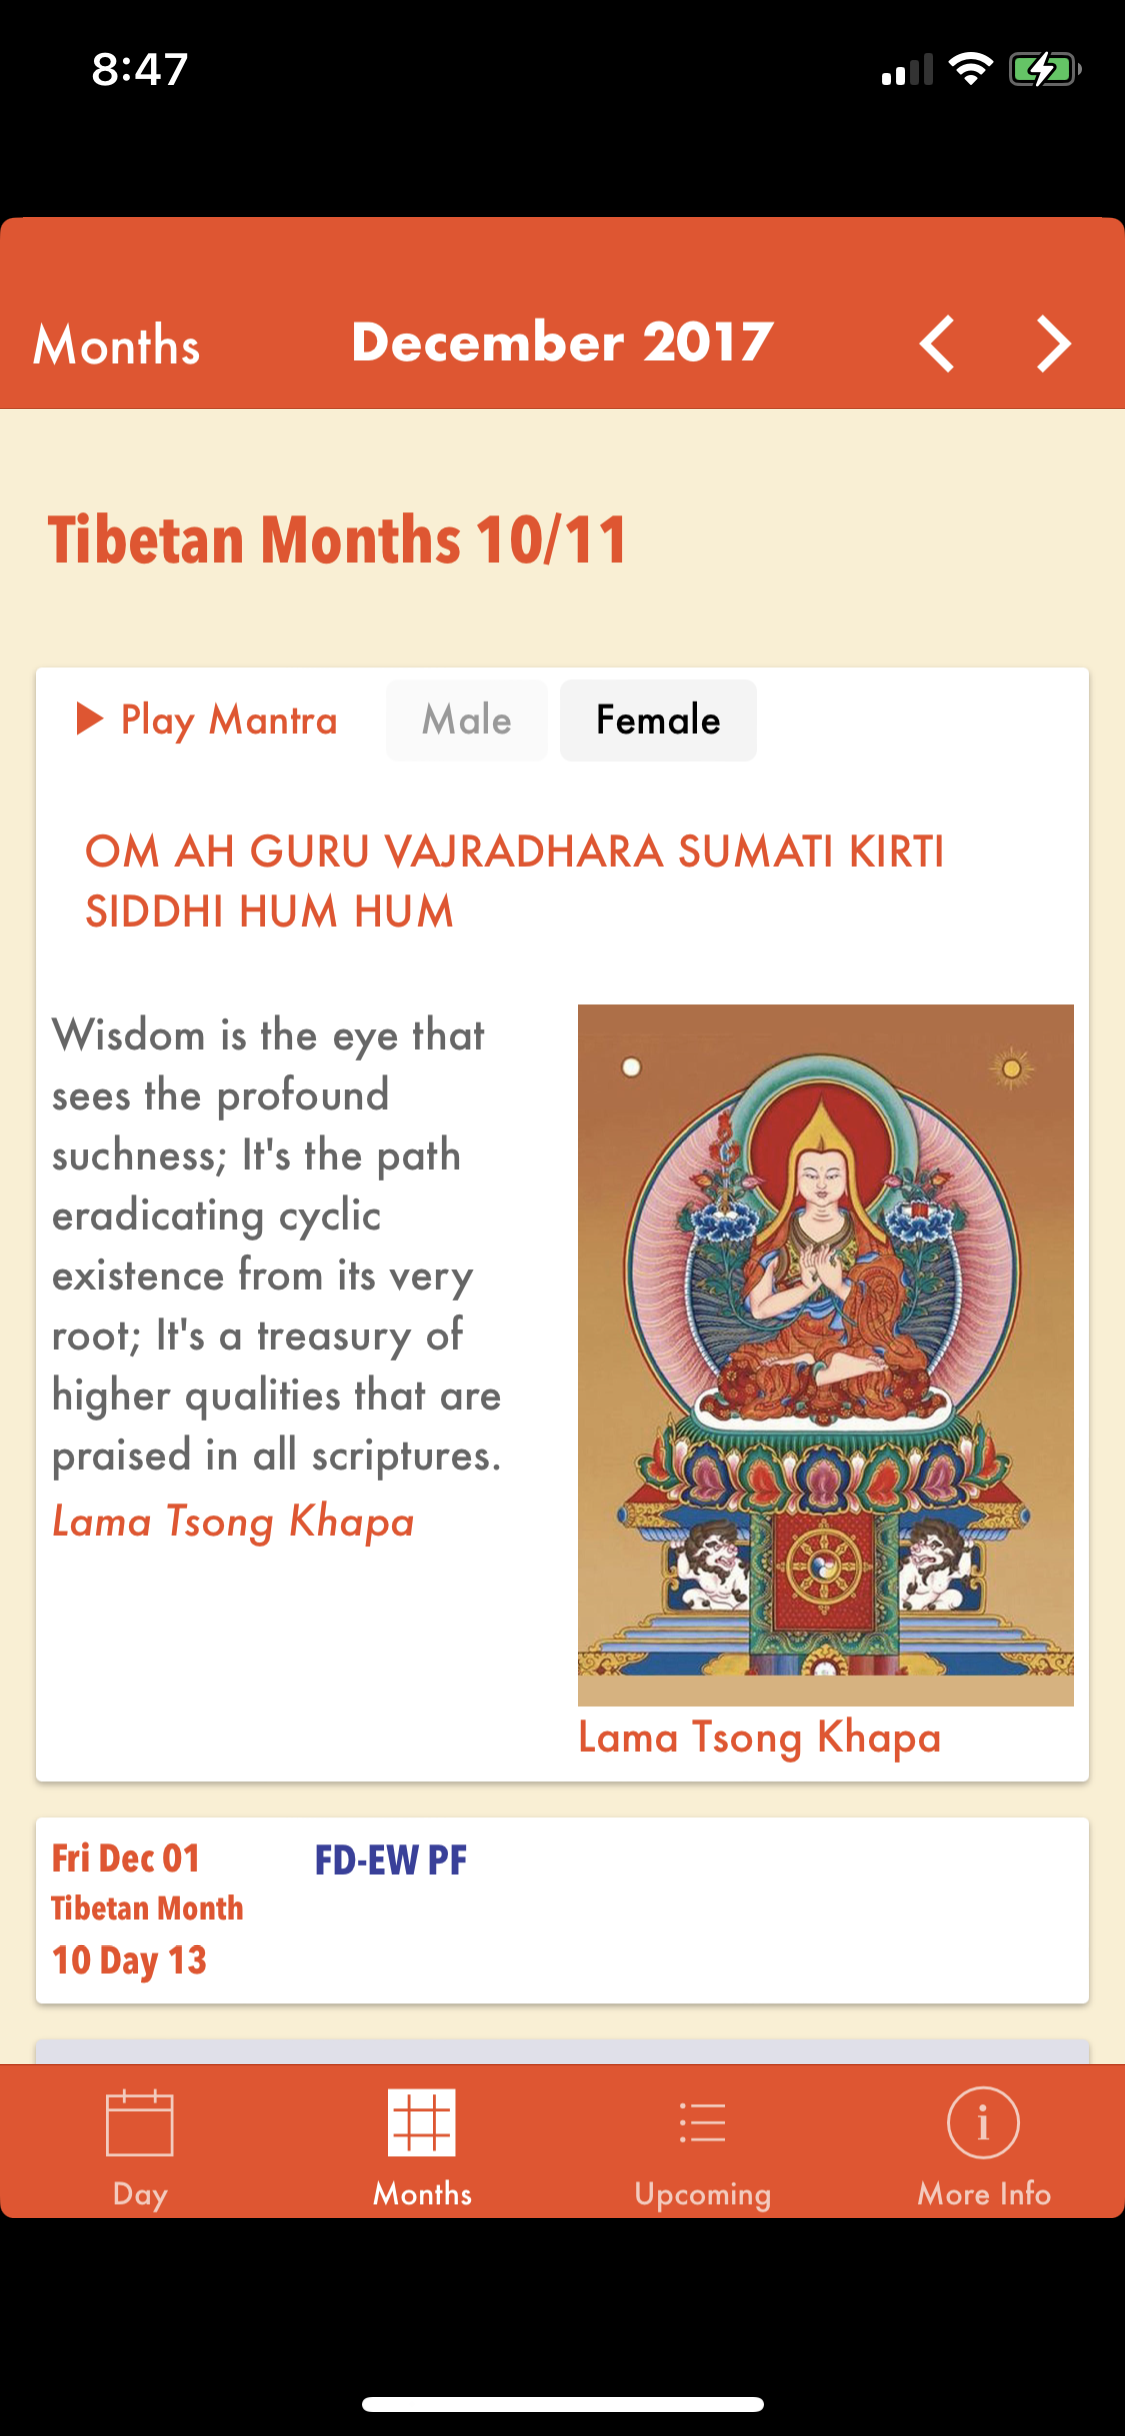 8:47
Months
December 2017
Tibetan Months 10/11
Play Mantra
Male
Female
OM AH GURU VAJRADHARA SUMATI KIRTI
SIDDHI HUM HUM
Wisdom is the eye that
sees the profound
suchness; It's the path
eradicating cyclic
existence from its very
root; It's a treasury of
higher qualities that are
praised in all scriptures.
Lama Tsong Khapa
Lama Tsong Khapa
Fri Dec 01
FD-EW PF
Tibetan Month
10 Day 13
Day
Months
Upcoming
More Info